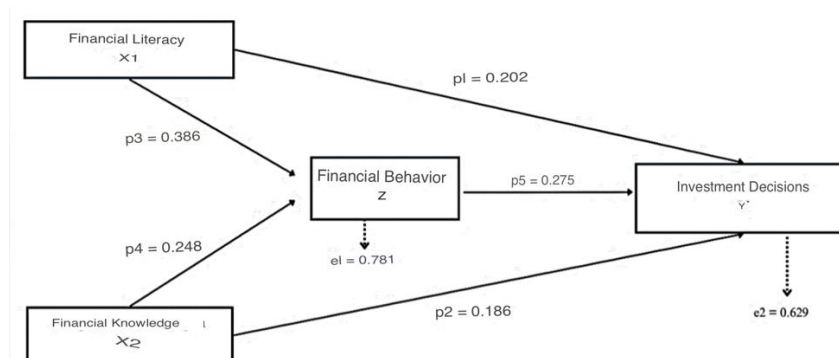 Financial Literacy
X1
pl = 0.202
p3 = 0.386
Financial Behavior
Z
p5 = 0.275
Investment Decisions
Y
p4 = 0.248
el = 0.781
p2 = 0.186
e2 = 0.629
Financial Knowledge
X2